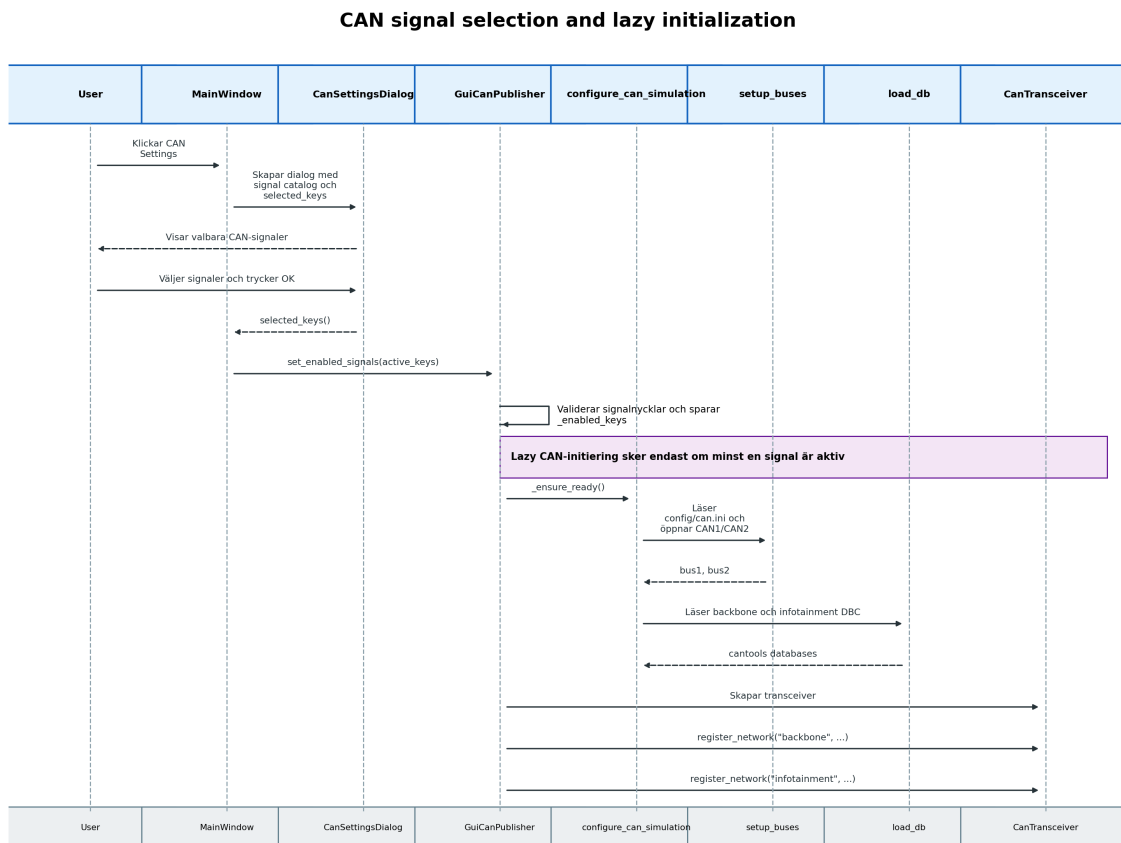 CAN signal selection and lazy initialization
User
MainWindow
CanSettingsDialog
GuiCanPublisher
configure_can_simulation
setup_buses
load_db
CanTransceiver
Klickar CAN
Settings
Skapar dialog med
signal catalog och
selected_keys
Visar valbara CAN-signaler
Väljer signaler och trycker OK
selected_keys()
set_enabled_signals(active_keys)
Validerar signalnycklar och sparar
_enabled_keys
Lazy CAN-initiering sker endast om minst en signal är aktiv
_ensure_ready()
Läser
config/can.ini och
öppnar CAN1/CAN2
bus1, bus2
Läser backbone och infotainment DBC
cantools databases
Skapar transceiver
register_network("backbone", ...)
register_network("infotainment", ...)
User
MainWindow
CanSettingsDialog
GuiCanPublisher
configure_can_simulation
setup_buses
load_db
CanTransceiver